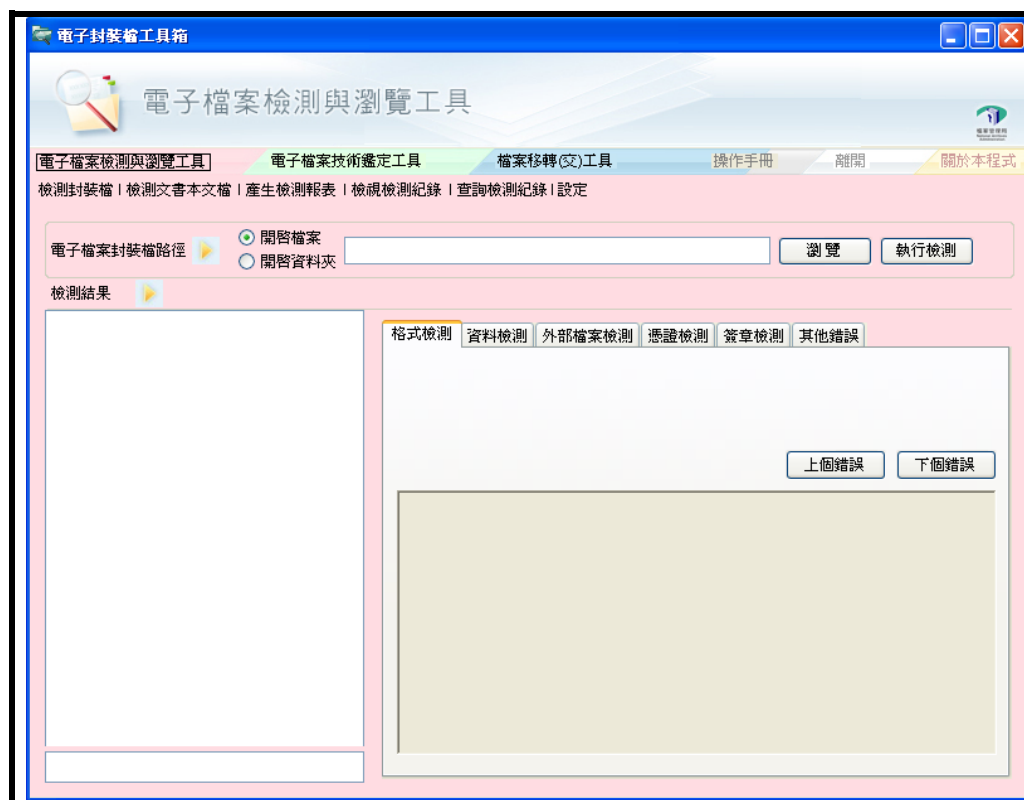 電子封裝檔工具箱
電子檔案檢測與瀏覽工具
檔案管理局
電子檔案檢測與瀏覽工具 電子檔案技術鑑定工具 檔案移轉(交)工具 操作手冊 離開 關於本程式
檢測封裝檔 | 檢測文書本文檔 | 產生檢測報表 | 檢視檢測紀錄 | 查詢檢測紀錄 | 設定
電子檔案封裝檔路徑
開啓檔案
開啓資料夾
瀏 覽 執行檢測
檢測結果
格式檢測 資料檢測 外部檔案檢測 憑證檢測 簽章檢測 其他錯誤
上個錯誤 下個錯誤